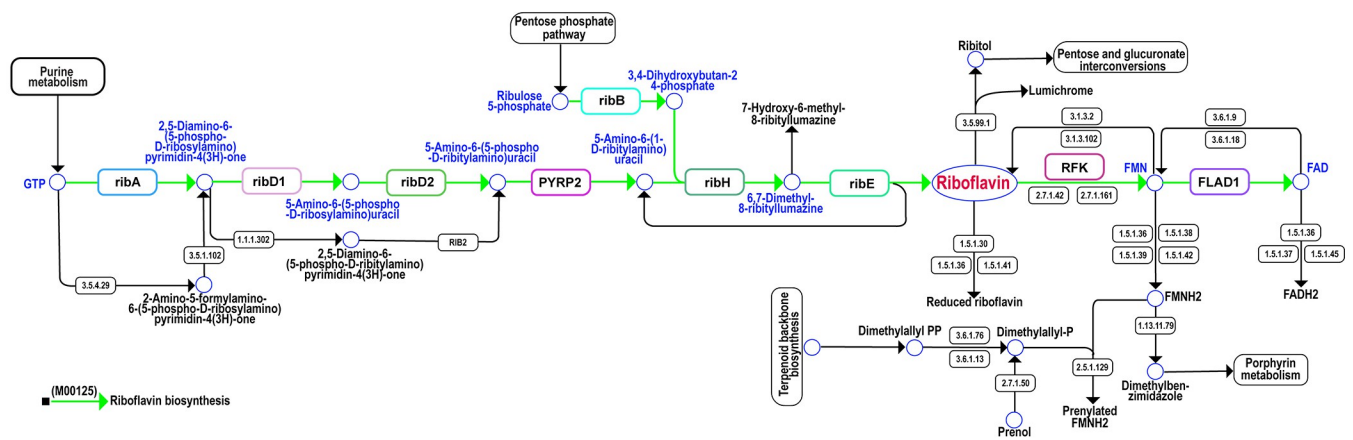 Pentose phosphate
pathway
Purine
metabolism
Ribitol
Pentose and glucuronate
interconversions
Lumichrome
3.5.99.1
Ribulose
5-phosphate
ribB
3,4-Dihydroxybutan-2
4-phosphate
7-Hydroxy-6-methyl-
8-ribityllumazine
3.1.3.2
3.1.3.102
3.6.1.9
3.6.1.18
2,5-Diamino-6-
(5-phospho-
D-ribosylamino)
pyrimidin-4(3H)-one
5-Amino-6-(5-phospho
-D-ribitylamino)uracil
5-Amino-6-(1-
D-ribitylamino)
uracil
GTP
ribA
ribD1
ribD2
PYRP2
ribH
ribE
Riboflavin
RFK
2.7.1.42
2.7.1.161
FMN
FLAD1
FAD
5-Amino-6-(5-phospho
-D-ribosylamino)uracil
6,7-Dimethyl-
8-ribityllumazine
1.1.1.302
RIB2
3.5.1.102
2,5-Diamino-6-
(5-phospho-D-ribitylamino)
pyrimidin-4(3H)-one
3.5.4.29
2-Amino-5-formylamino-
6-(5-phospho-D-ribosylamino)
pyrimidin-4(3H)-one
1.5.1.30
1.5.1.36
1.5.1.41
Reduced riboflavin
1.5.1.36
1.5.1.38
1.5.1.39
1.5.1.42
FMNH2
1.5.1.36
1.5.1.37
1.5.1.45
FADH2
1.13.11.79
Dimethylben-
zimidazole
Porphyrin
metabolism
Terpenoid backbone
biosynthesis
Dimethylallyl PP
3.6.1.76
3.6.1.13
Dimethylallyl-P
2.5.1.129
2.7.1.50
Prenol
Prenylated
FMNH2
(M00125)
Riboflavin biosynthesis